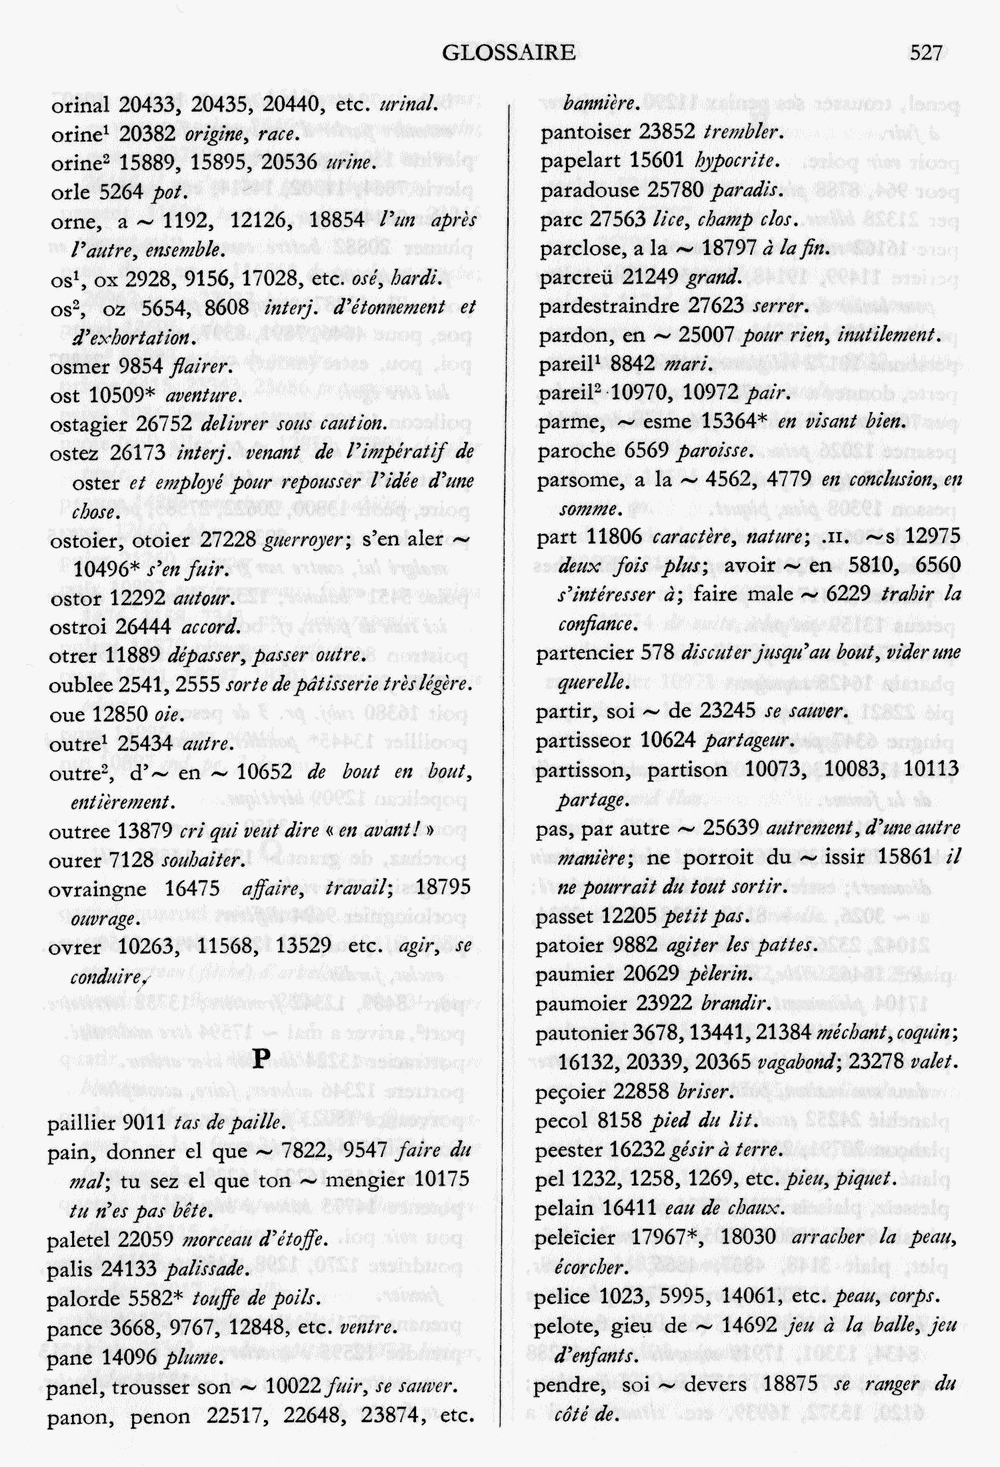 GLOSSAIRE
527
orinal 20433, 20435, 20440, etc. urinal.
orine¹ 20382 origine, race.
orine² 15889, 15895, 20536 urine.
orle 5264 pot.
orne, a ~ 1192, 12126, 18854 l'un après
l'autre, ensemble.
os¹, ox 2928, 9156, 17028, etc. osé, hardi.
os², oz 5654, 8608 interj. d'étonnement et
d'exhortation.
osmer 9854 flairer.
ost 10509* aventure.
ostagier 26752 delivrer sous caution.
ostez 26173 interj. venant de l'impératif de
oster et employé pour repousser l'idée d'une
chose.
ostoier, otoier 27228 guerroyer; s'en aler ~
10496* s'en fuir.
ostor 12292 autour.
ostroi 26444 accord.
otrer 11889 dépasser, passer outre.
oublee 2541, 2555 sorte de pâtisserie très légère.
oue 12850 oie.
outre¹ 25434 autre.
outre², d'~ en ~ 10652 de bout en bout,
entièrement.
outree 13879 cri qui veut dire « en avant! »
ourer 7128 souhaiter.
ovraingne 16475 affaire, travail; 18795
ouvrage.
ovrer 10263, 11568, 13529 etc. agir, se
conduire,
P
paillier 9011 tas de paille.
pain, donner el que ~ 7822, 9547 faire du
mal; tu sez el que ton ~ mengier 10175
tu n'es pas bête.
paletel 22059 morceau d'étoffe.
palis 24133 palissade.
palorde 5582* touffe de poils.
pance 3668, 9767, 12848, etc. ventre.
pane 14096 plume.
panel, trousser son ~ 10022 fuir, se sauver.
panon, penon 22517, 22648, 23874, etc.
bannière.
pantoiser 23852 trembler.
papelart 15601 hypocrite.
paradouse 25780 paradis.
parc 27563 lice, champ clos.
parclose, a la ~ 18797 à la fin.
parcreü 21249 grand.
pardestraindre 27623 serrer.
pardon, en ~ 25007 pour rien, inutilement.
pareil¹ 8842 mari.
pareil² 10970, 10972 pair.
parme, ~ esme 15364* en visant bien.
paroche 6569 paroisse.
parsome, a la ~ 4562, 4779 en conclusion, en
somme.
part 11806 caractère, nature; .II. ~s 12975
deux fois plus; avoir ~ en 5810, 6560
s'intéresser à; faire male ~ 6229 trahir la
confiance.
partencier 578 discuter jusqu'au bout, vider une
querelle.
partir, soi ~ de 23245 se sauver.
partisseor 10624 partageur.
partisson, partison 10073, 10083, 10113
partage.
pas, par autre ~ 25639 autrement, d'une autre
manière; ne porroit du ~ issir 15861 il
ne pourrait du tout sortir.
passet 12205 petit pas.
patoier 9882 agiter les pattes.
paumier 20629 pèlerin.
paumoier 23922 brandir.
pautonier 3678, 13441, 21384 méchant, coquin;
16132, 20339, 20365 vagabond; 23278 valet.
peçoier 22858 briser.
pecol 8158 pied du lit.
peester 16232 gésir à terre.
pel 1232, 1258, 1269, etc. pieu, piquet.
pelain 16411 eau de chaux.
peleïcier 17967*, 18030 arracher la peau,
écorcher.
pelice 1023, 5995, 14061, etc. peau, corps.
pelote, gieu de ~ 14692 jeu à la balle, jeu
d'enfants.
pendre, soi ~ devers 18875 se ranger du
côté de.